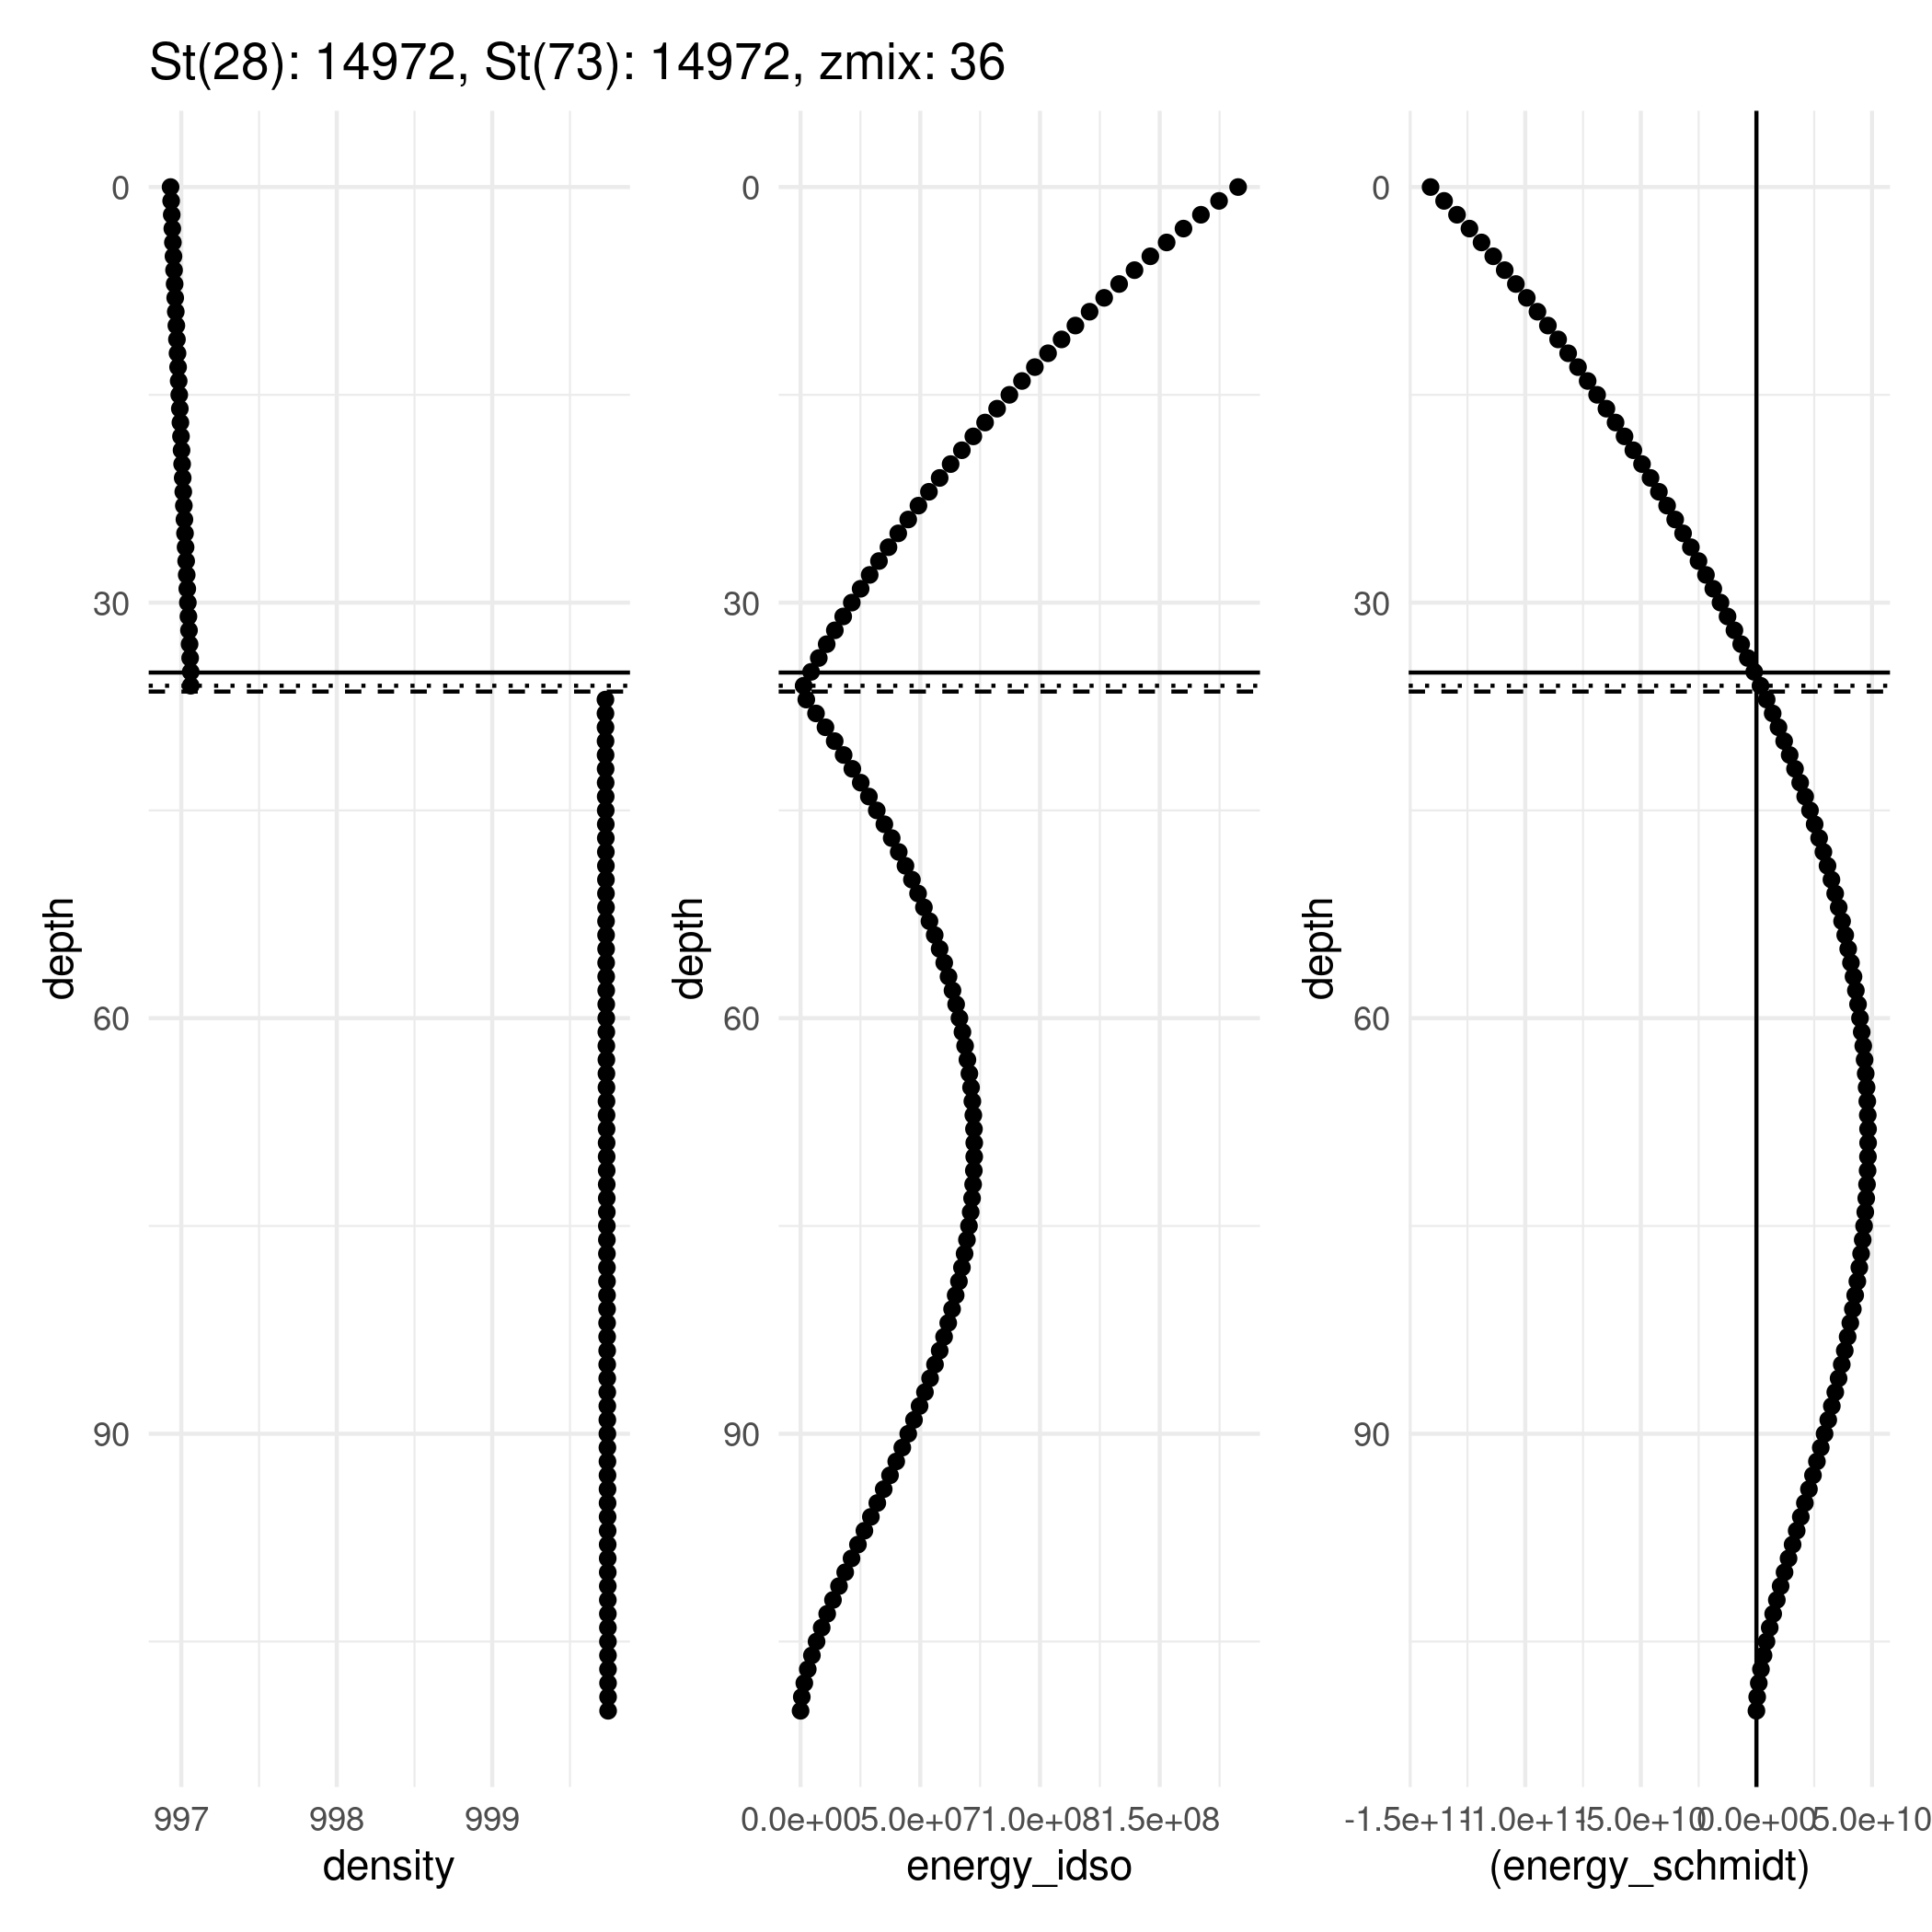 St(28): 14972, St(73): 14972, zmix: 36
0
30
60
90
depth
997 998 999
density
0
30
60
90
depth
0.0e+00 5.0e+07 1.0e+08 1.5e+08
energy_idso
0
30
60
90
depth
-1.5e+11 -1.0e+11 -5.0e+10 0.0e+00 5.0e+10
(energy_schmidt)